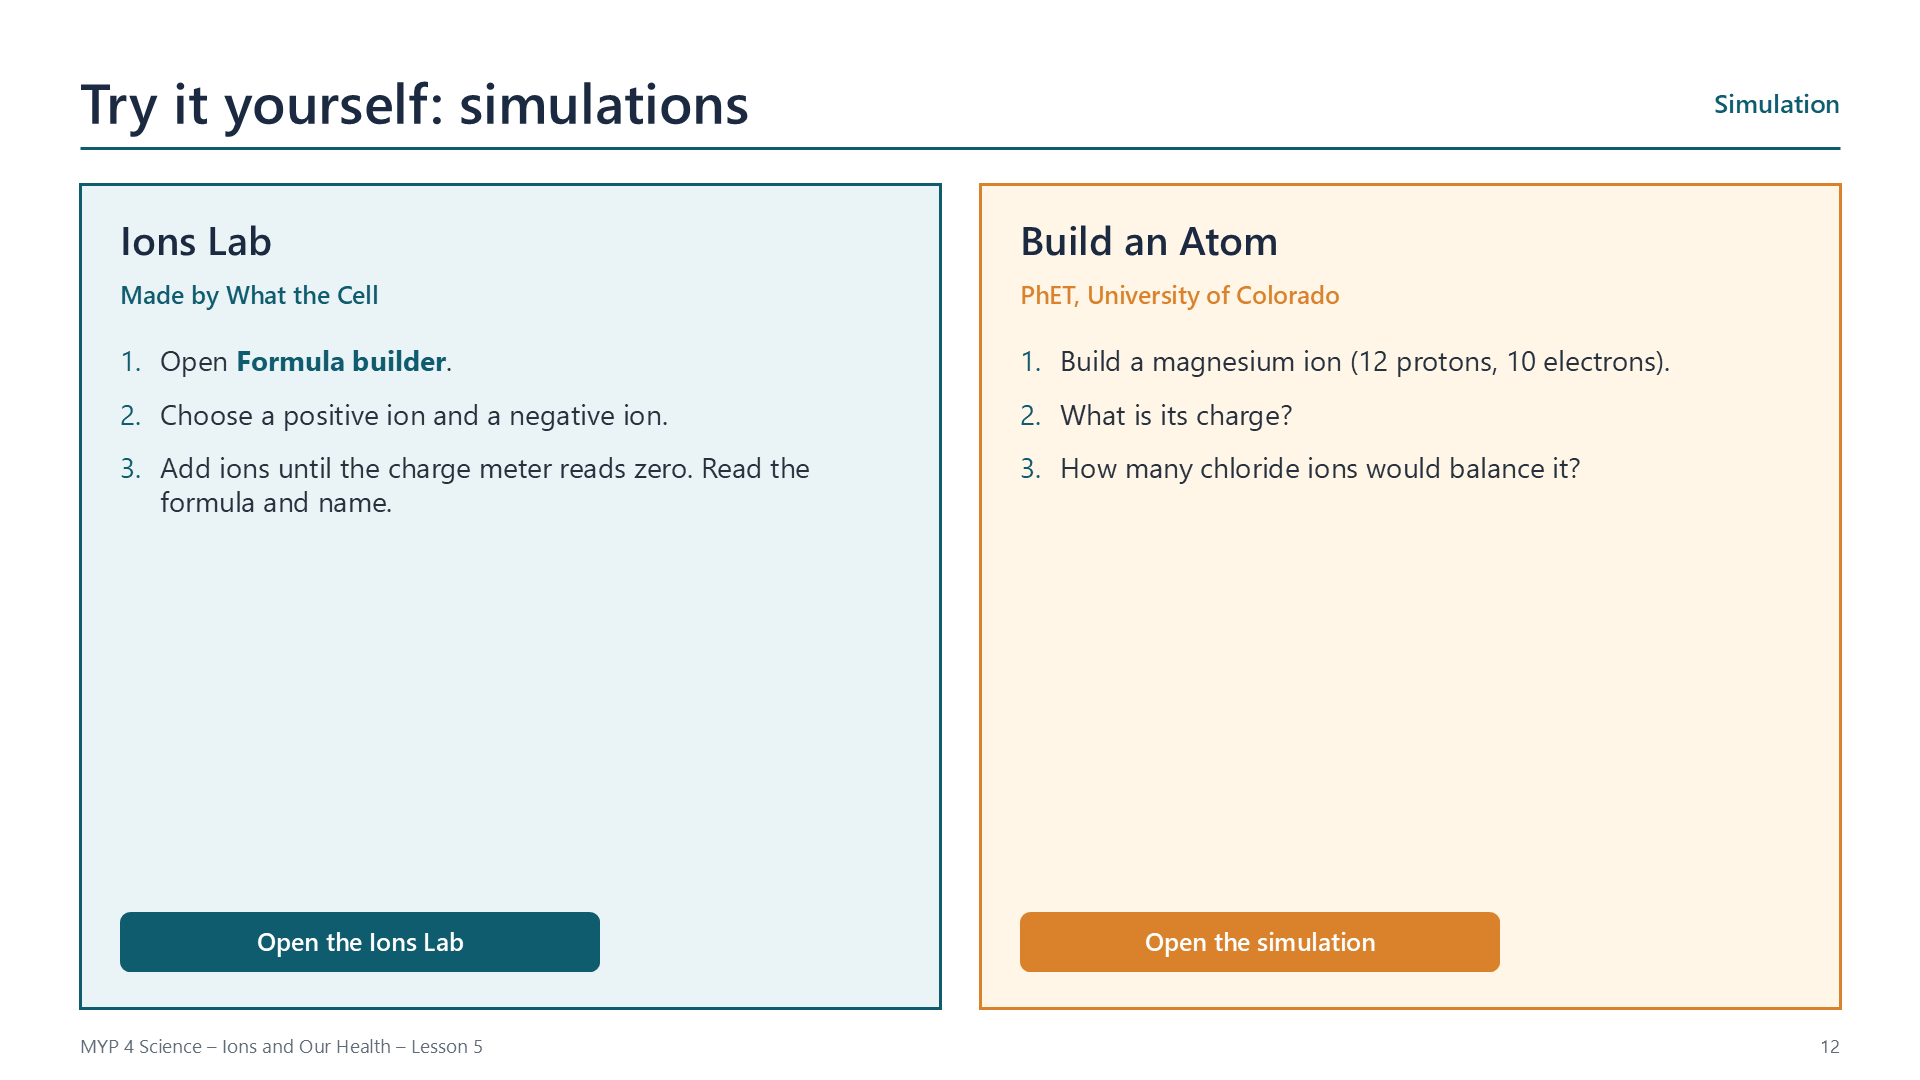 Try it yourself: simulations
Simulation
Ions Lab
Made by What the Cell
1. Open Formula builder.
2. Choose a positive ion and a negative ion.
3. Add ions until the charge meter reads zero. Read the
formula and name.
Open the Ions Lab
Build an Atom
PhET, University of Colorado
1. Build a magnesium ion (12 protons, 10 electrons).
2. What is its charge?
3. How many chloride ions would balance it?
Open the simulation
MYP 4 Science – Ions and Our Health – Lesson 5
12